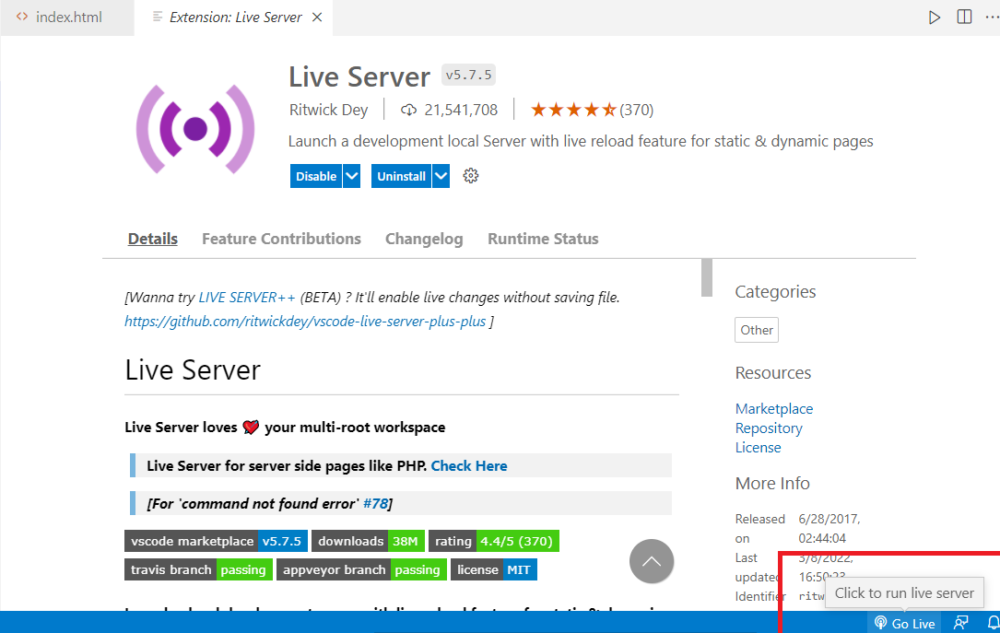 index.html
Extension: Live Server
Live Server v5.7.5
Ritwick Dey 21,541,708 (370)
Launch a development local Server with live reload feature for static & dynamic pages
Disable Uninstall
Details Feature Contributions Changelog Runtime Status
[Wanna try LIVE SERVER++ (BETA) ? It'll enable live changes without saving file.
https://github.com/ritwickdey/vscode-live-server-plus-plus ]
Live Server
Live Server loves your multi-root workspace
Live Server for server side pages like PHP. Check Here
[For 'command not found error' #78]
vscode marketplace v5.7.5 downloads 38M rating 4.4/5 (370)
travis branch passing appveyor branch passing license MIT
Categories
Other
Resources
Marketplace
Repository
License
More Info
Released 6/28/2017,
on 02:44:04
Last 3/8/2022,
updated 16:50:23
Identifier
Click to run live server
Go Live